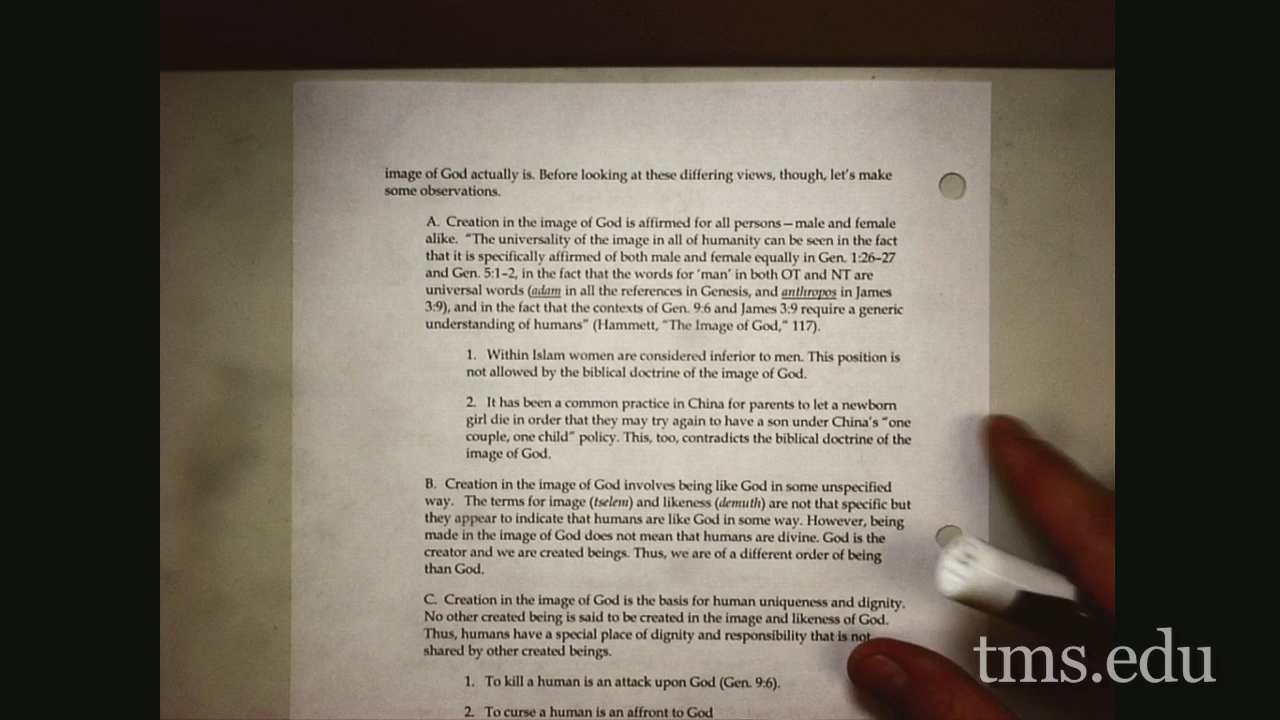 image of God actually is. Before looking at these differing views, though, let's make
some observations.
A. Creation in the image of God is affirmed for all persons—male and female
alike. "The universality of the image in all of humanity can be seen in the fact
that it is specifically affirmed of both male and female equally in Gen. 1:26–27
and Gen. 5:1–2, in the fact that the words for 'man' in both OT and NT are
universal words (adam in all the references in Genesis, and anthropos in James
3:9), and in the fact that the contexts of Gen. 9:6 and James 3:9 require a generic
understanding of humans" (Hammett, "The Image of God," 117).
1. Within Islam women are considered inferior to men. This position is
not allowed by the biblical doctrine of the image of God.
2. It has been a common practice in China for parents to let a newborn
girl die in order that they may try again to have a son under China's "one
couple, one child" policy. This, too, contradicts the biblical doctrine of the
image of God.
B. Creation in the image of God involves being like God in some unspecified
way. The terms for image (tselem) and likeness (demuth) are not that specific but
they appear to indicate that humans are like God in some way. However, being
made in the image of God does not mean that humans are divine. God is the
creator and we are created beings. Thus, we are of a different order of being
than God.
C. Creation in the image of God is the basis for human uniqueness and dignity.
No other created being is said to be created in the image and likeness of God.
Thus, humans have a special place of dignity and responsibility that is not
shared by other created beings.
1. To kill a human is an attack upon God (Gen. 9:6).
2. To curse a human is an affront to God
tms.edu